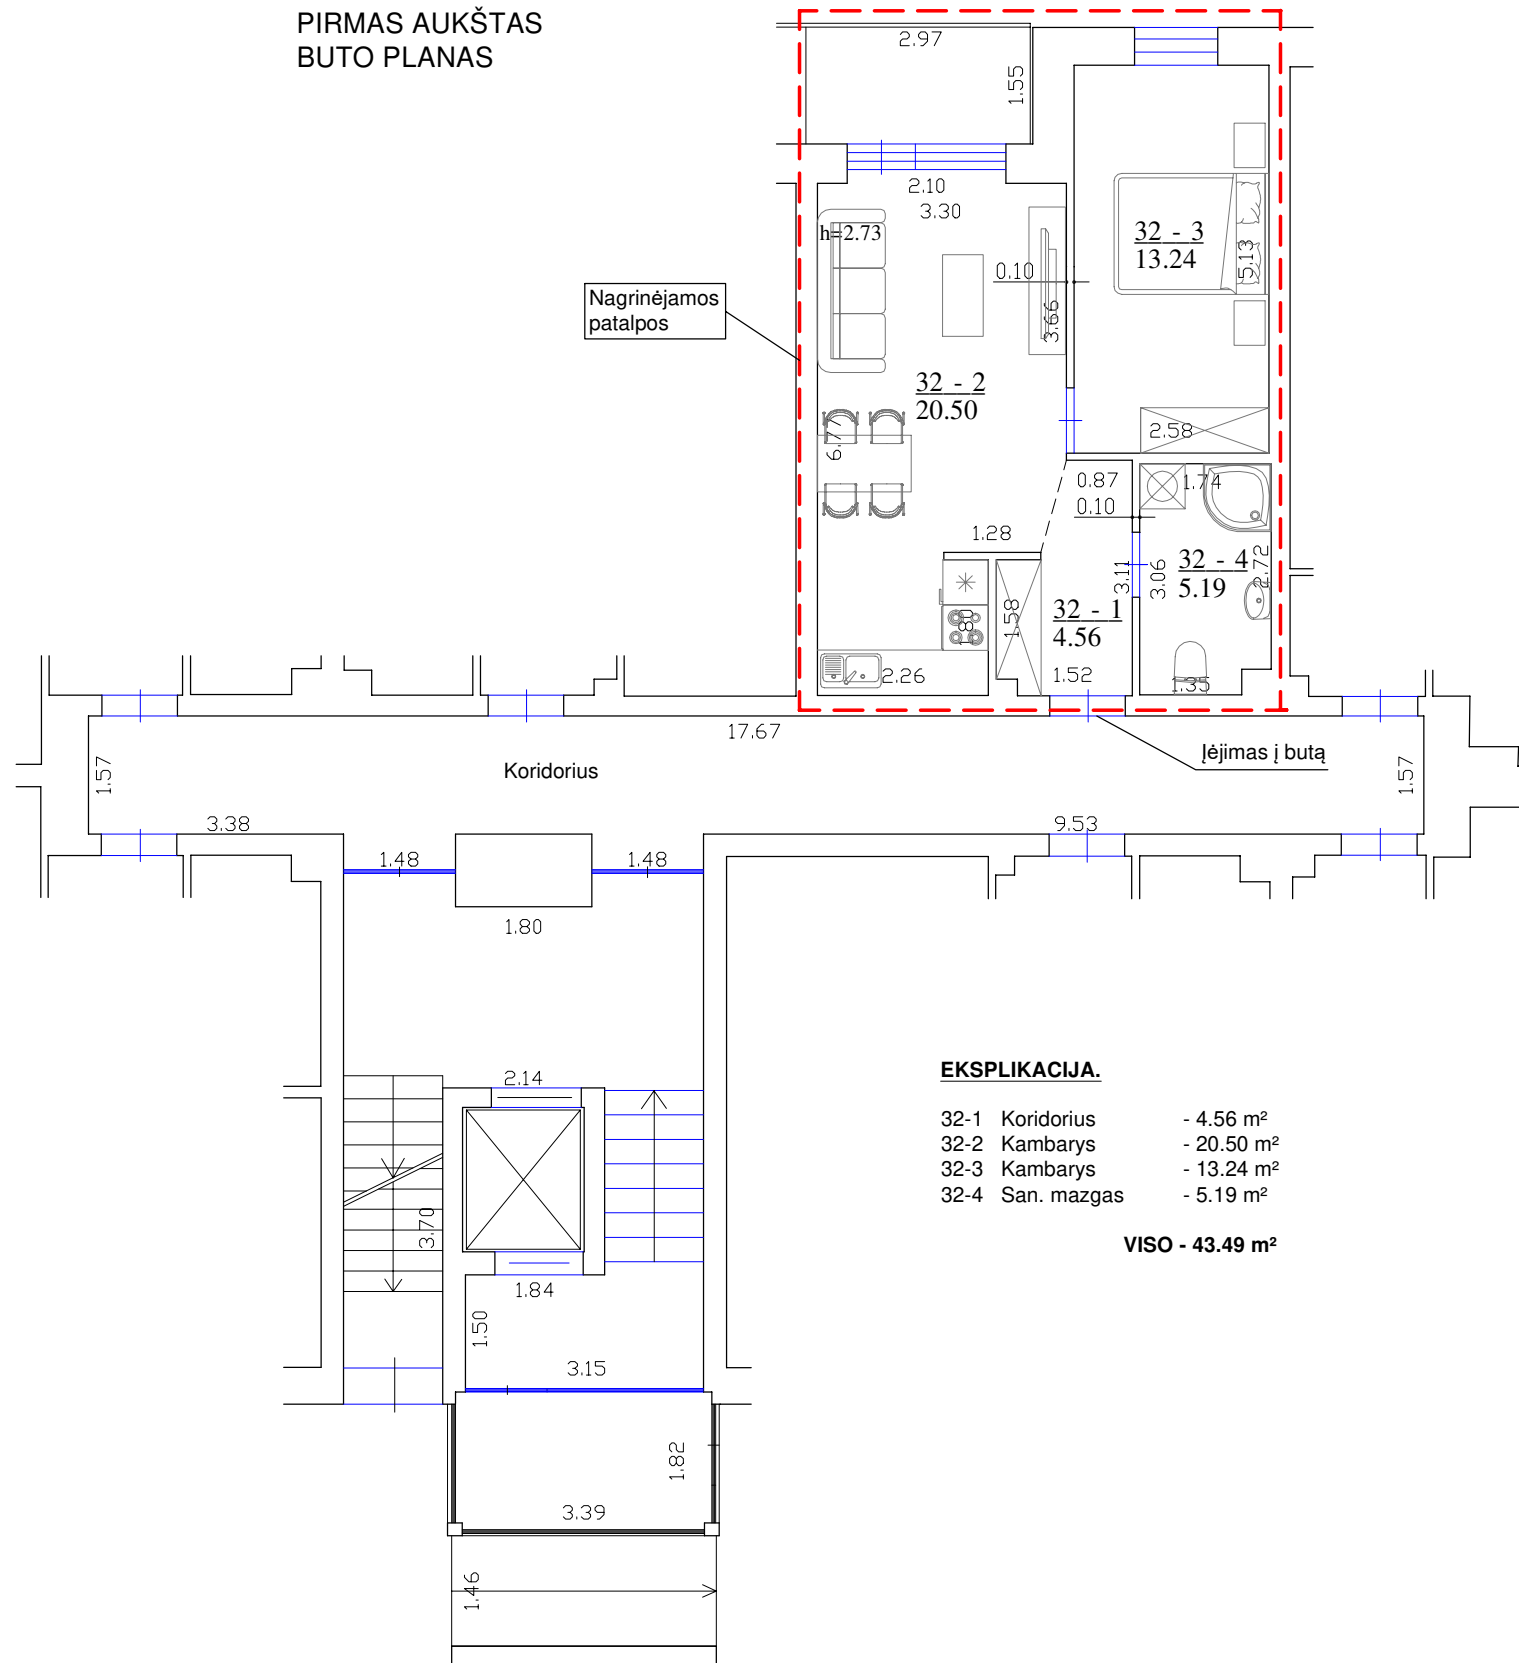 PIRMAS AUKŠTAS
BUTO PLANAS
2.97
1.55
2.10
3.30
h=2.73
32 - 3
13.24
5.13
0.10
Nagrinėjamos
patalpos
3.66
32 - 2
20.50
6.77
2.58
0.87
1.74
0.10
1.28
32 - 4
5.19
2.72
3.11
3.06
1.58
1.81
32 - 1
4.56
2.26
1.52
1.35
17.67
Įėjimas į butą
Koridorius
1.57
1.57
3.38
9.53
1.48
1.48
1.80
2.14
3.70
1.84
1.50
3.15
1.82
3.39
1.46
EKSPLIKACIJA.
32-1 Koridorius - 4.56 m²
32-2 Kambarys - 20.50 m²
32-3 Kambarys - 13.24 m²
32-4 San. mazgas - 5.19 m²
VISO - 43.49 m²